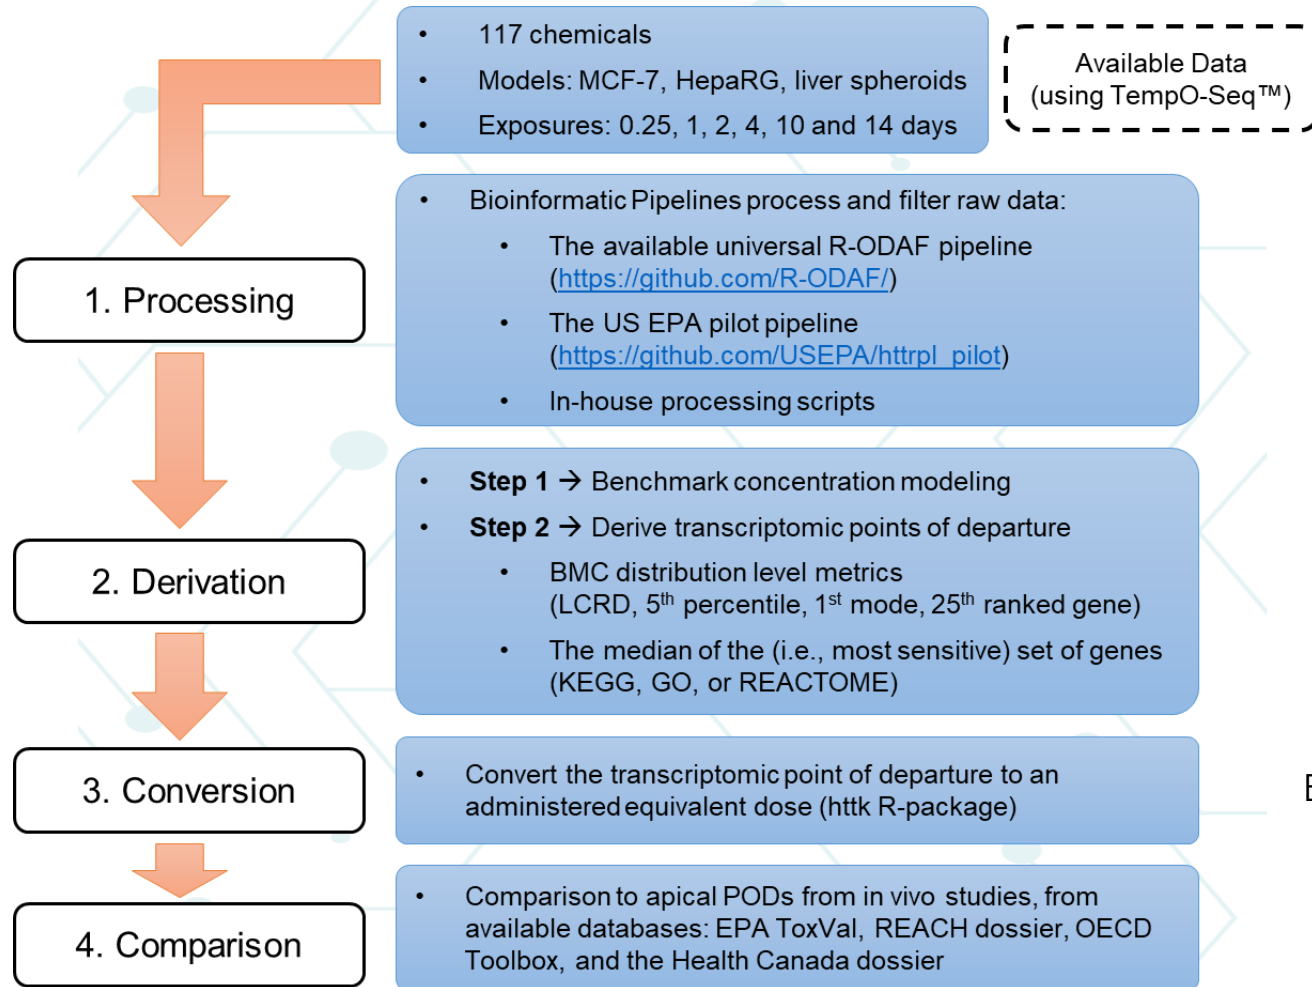 • 117 chemicals
• Models: MCF-7, HepaRG, liver spheroids
• Exposures: 0.25, 1, 2, 4, 10 and 14 days
Available Data
(using TempO-Seq™)
1. Processing
• Bioinformatic Pipelines process and filter raw data:
• The available universal R-ODAF pipeline
(https://github.com/R-ODAF/)
• The US EPA pilot pipeline
(https://github.com/USEPA/httrpl_pilot)
• In-house processing scripts
2. Derivation
• Step 1 → Benchmark concentration modeling
• Step 2 → Derive transcriptomic points of departure
• BMC distribution level metrics
(LCRD, 5th percentile, 1st mode, 25th ranked gene)
• The median of the (i.e., most sensitive) set of genes
(KEGG, GO, or REACTOME)
3. Conversion
• Convert the transcriptomic point of departure to an
administered equivalent dose (httk R-package)
4. Comparison
• Comparison to apical PODs from in vivo studies, from
available databases: EPA ToxVal, REACH dossier, OECD
Toolbox, and the Health Canada dossier